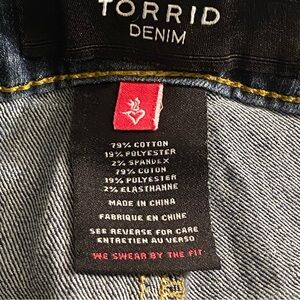 TORRID
DENIM
79% COTTON
19% POLYESTER
2% SPANDEX
79% COTON
19% POLYESTER
2% ELASTHANNE
MADE IN CHINA
FABRIQUE EN CHINE
SEE REVERSE FOR CARE
ENTRETIEN AU VERSO
WE SWEAR BY THE FIT